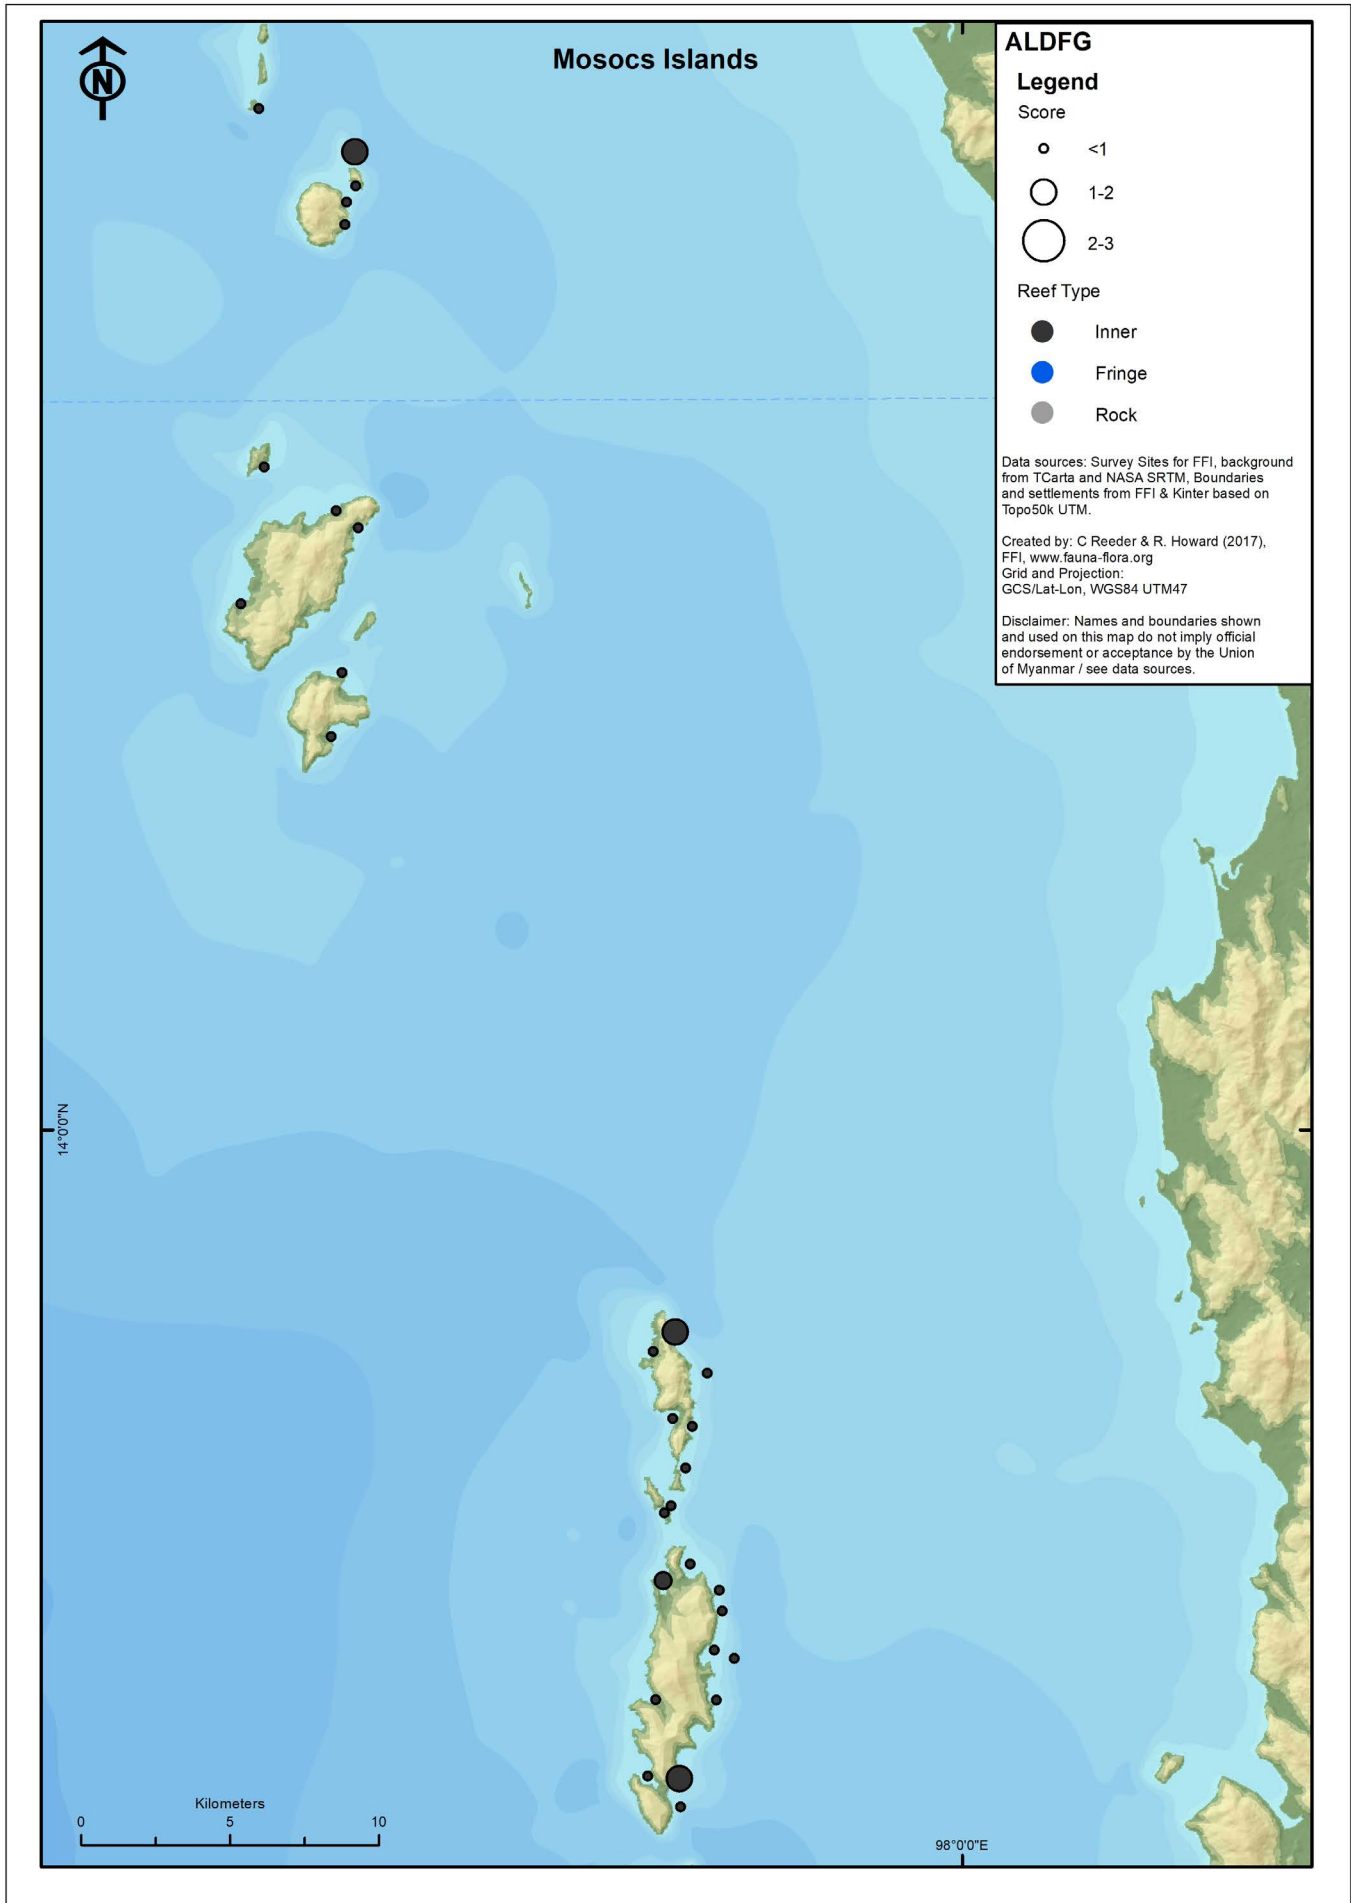 Mosocs Islands
N
ALDFG
Legend
Score
<1
1-2
2-3
Reef Type
Inner
Fringe
Rock
Data sources: Survey Sites for FFI, background
from TCarta and NASA SRTM, Boundaries
and settlements from FFI & Kinter based on
Topo50k UTM.
Created by: C Reeder & R. Howard (2017),
FFI, www.fauna-flora.org
Grid and Projection:
GCS/Lat-Lon, WGS84 UTM47
Disclaimer: Names and boundaries shown
and used on this map do not imply official
endorsement or acceptance by the Union
of Myanmar / see data sources.
14°0'0"N
Kilometers
0 5 10
98°0'0"E